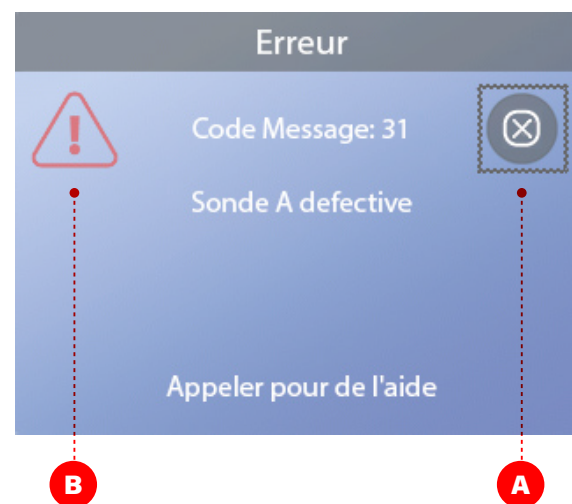 Erreur
Code Message: 31
Sonde A defective
Appeler pour de l'aide
B
A